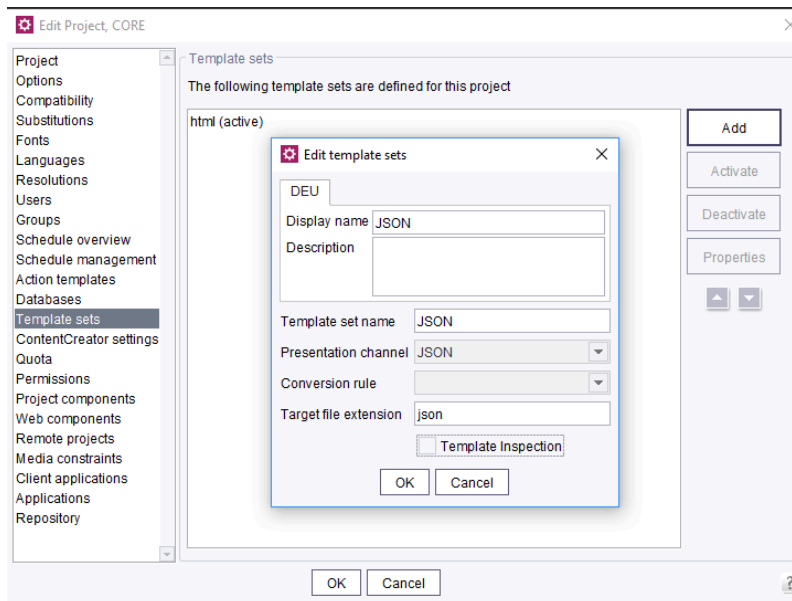 Edit Project, CORE
Project
Options
Compatibility
Substitutions
Fonts
Languages
Resolutions
Users
Groups
Schedule overview
Schedule management
Action templates
Databases
Template sets
ContentCreator settings
Quota
Permissions
Project components
Web components
Remote projects
Media constraints
Client applications
Applications
Repository
Template sets
The following template sets are defined for this project
html (active)
Add
Activate
Deactivate
Properties
Edit template sets
DEU
Display name JSON
Description
Template set name JSON
Presentation channel JSON
Conversion rule
Target file extension json
Template Inspection
OK Cancel
OK Cancel
?